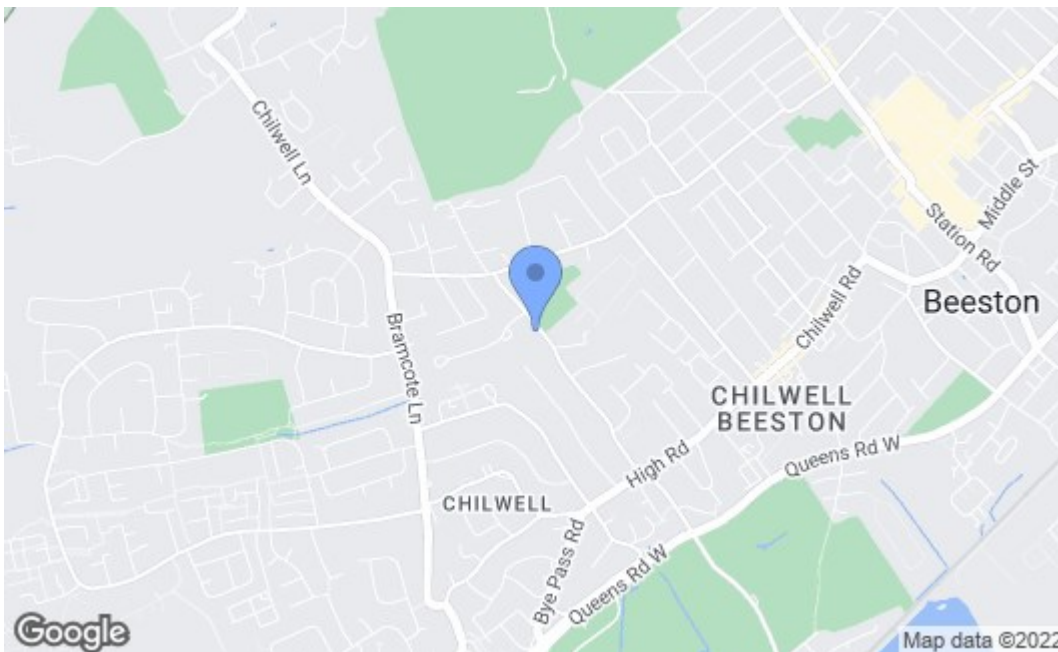 Chilwell Ln
Middle St
Station Rd
Beeston
Chilwell Rd
Bramcote Ln
CHILWELL
BEESTON
Queens Rd W
High Rd
CHILWELL
Bye Pass Rd
Queens Rd W
Google
Map data ©2022